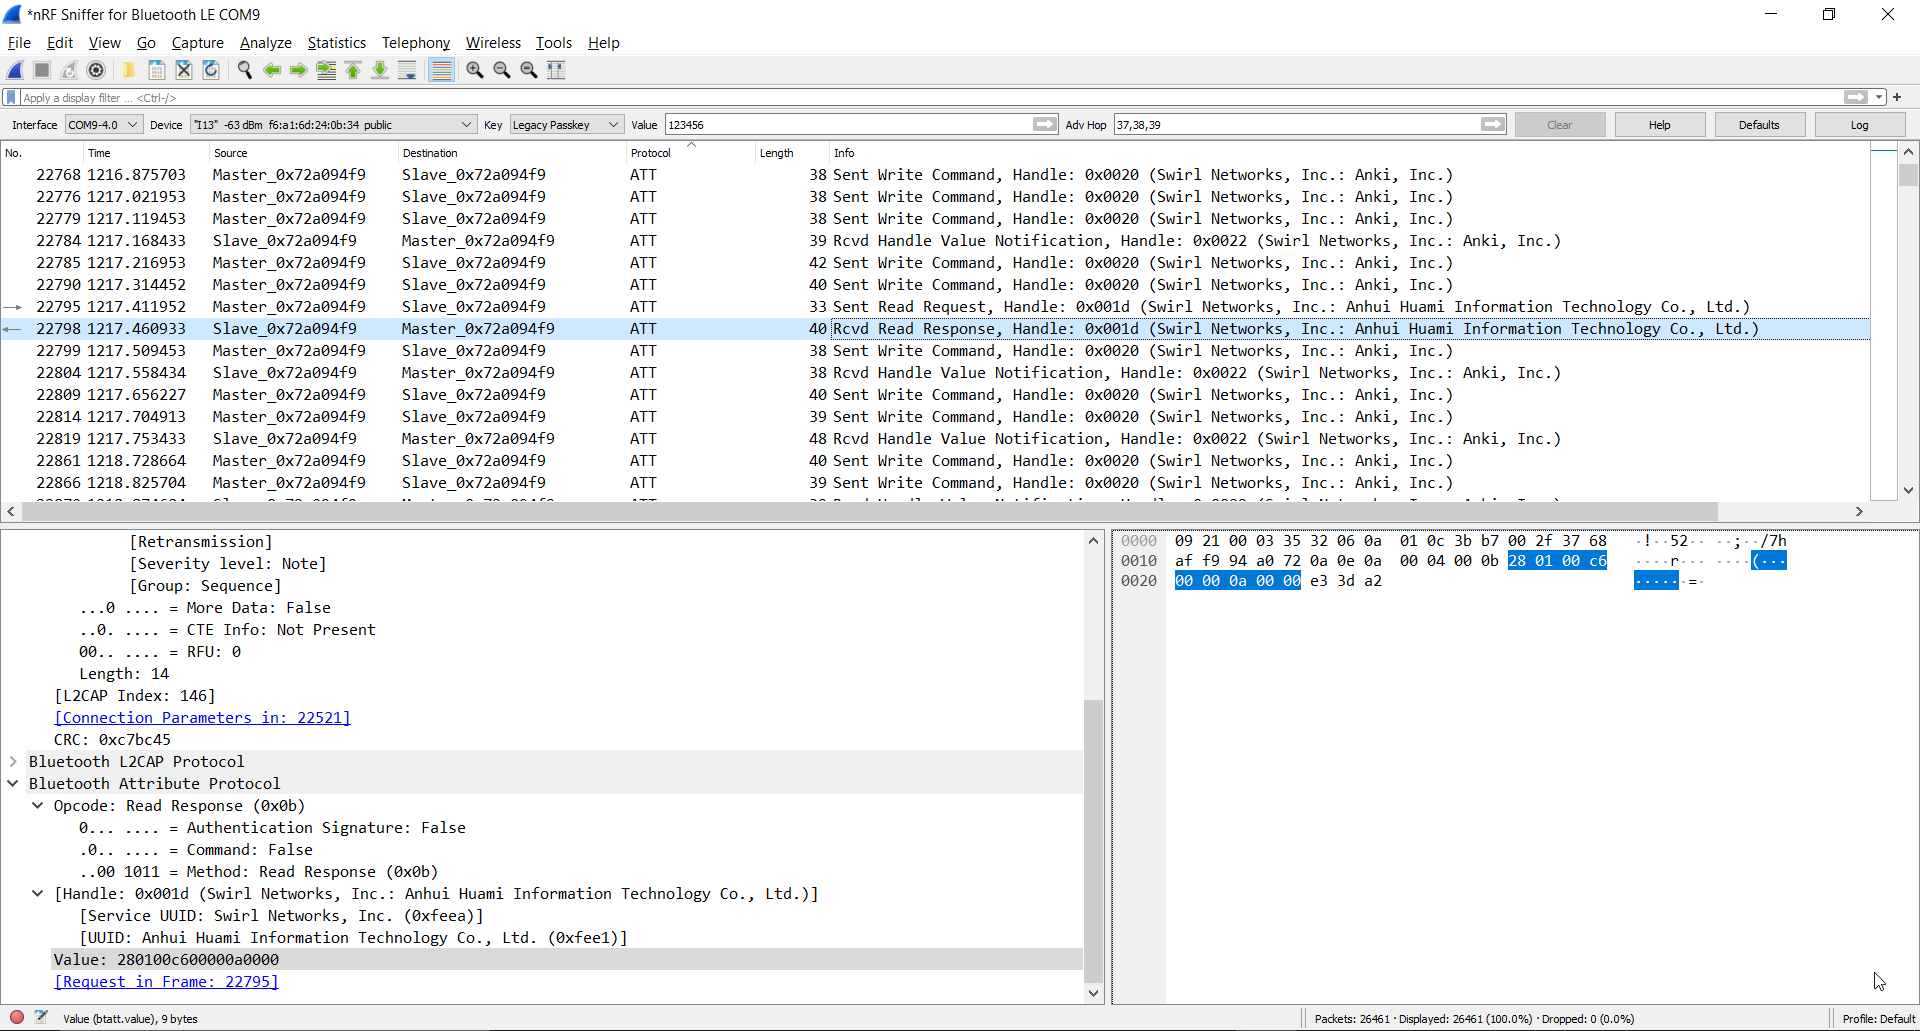 *nRF Sniffer for Bluetooth LE COM9
File Edit View Go Capture Analyze Statistics Telephony Wireless Tools Help
Apply a display filter ... <Ctrl-/>
Interface COM9-4.0 Device "I13" -63 dBm f6:a1:6d:24:0b:34 public Key Legacy Passkey Value 123456 Adv Hop 37,38,39 Clear Help Defaults Log
No. Time Source Destination Protocol Length Info
22768 1216.875703 Master_0x72a094f9 Slave_0x72a094f9 ATT 38 Sent Write Command, Handle: 0x0020 (Swirl Networks, Inc.: Anki, Inc.)
22776 1217.021953 Master_0x72a094f9 Slave_0x72a094f9 ATT 38 Sent Write Command, Handle: 0x0020 (Swirl Networks, Inc.: Anki, Inc.)
22779 1217.119453 Master_0x72a094f9 Slave_0x72a094f9 ATT 38 Sent Write Command, Handle: 0x0020 (Swirl Networks, Inc.: Anki, Inc.)
22784 1217.168433 Slave_0x72a094f9 Master_0x72a094f9 ATT 39 Rcvd Handle Value Notification, Handle: 0x0022 (Swirl Networks, Inc.: Anki, Inc.)
22785 1217.216953 Master_0x72a094f9 Slave_0x72a094f9 ATT 42 Sent Write Command, Handle: 0x0020 (Swirl Networks, Inc.: Anki, Inc.)
22790 1217.314452 Master_0x72a094f9 Slave_0x72a094f9 ATT 40 Sent Write Command, Handle: 0x0020 (Swirl Networks, Inc.: Anki, Inc.)
22795 1217.411952 Master_0x72a094f9 Slave_0x72a094f9 ATT 33 Sent Read Request, Handle: 0x001d (Swirl Networks, Inc.: Anhui Huami Information Technology Co., Ltd.)
22798 1217.460933 Slave_0x72a094f9 Master_0x72a094f9 ATT 40 Rcvd Read Response, Handle: 0x001d (Swirl Networks, Inc.: Anhui Huami Information Technology Co., Ltd.)
22799 1217.509453 Master_0x72a094f9 Slave_0x72a094f9 ATT 38 Sent Write Command, Handle: 0x0020 (Swirl Networks, Inc.: Anki, Inc.)
22804 1217.558434 Slave_0x72a094f9 Master_0x72a094f9 ATT 38 Rcvd Handle Value Notification, Handle: 0x0022 (Swirl Networks, Inc.: Anki, Inc.)
22809 1217.656227 Master_0x72a094f9 Slave_0x72a094f9 ATT 40 Sent Write Command, Handle: 0x0020 (Swirl Networks, Inc.: Anki, Inc.)
22814 1217.704913 Master_0x72a094f9 Slave_0x72a094f9 ATT 39 Sent Write Command, Handle: 0x0020 (Swirl Networks, Inc.: Anki, Inc.)
22819 1217.753433 Slave_0x72a094f9 Master_0x72a094f9 ATT 48 Rcvd Handle Value Notification, Handle: 0x0022 (Swirl Networks, Inc.: Anki, Inc.)
22861 1218.728664 Master_0x72a094f9 Slave_0x72a094f9 ATT 40 Sent Write Command, Handle: 0x0020 (Swirl Networks, Inc.: Anki, Inc.)
22866 1218.825704 Master_0x72a094f9 Slave_0x72a094f9 ATT 39 Sent Write Command, Handle: 0x0020 (Swirl Networks, Inc.: Anki, Inc.)
[Retransmission]
[Severity level: Note]
[Group: Sequence]
...0 .... = More Data: False
..0. .... = CTE Info: Not Present
00.. .... = RFU: 0
Length: 14
[L2CAP Index: 146]
[Connection Parameters in: 22521]
CRC: 0xc7bc45
Bluetooth L2CAP Protocol
Bluetooth Attribute Protocol
Opcode: Read Response (0x0b)
0... .... = Authentication Signature: False
.0.. .... = Command: False
..00 1011 = Method: Read Response (0x0b)
[Handle: 0x001d (Swirl Networks, Inc.: Anhui Huami Information Technology Co., Ltd.)]
[Service UUID: Swirl Networks, Inc. (0xfeea)]
[UUID: Anhui Huami Information Technology Co., Ltd. (0xfee1)]
Value: 280100c600000a0000
[Request in Frame: 22795]
0000 09 21 00 03 35 32 06 0a 01 0c 3b b7 00 2f 37 68 ·!··52·· ··;··/7h
0010 af f9 94 a0 72 0a 0e 0a 00 04 00 0b 28 01 00 c6 ····r··· ····(···
0020 00 00 0a 00 00 e3 3d a2 ·····=·
Value (btatt.value), 9 bytes
Packets: 26461 · Displayed: 26461 (100.0%) · Dropped: 0 (0.0%)
Profile: Default